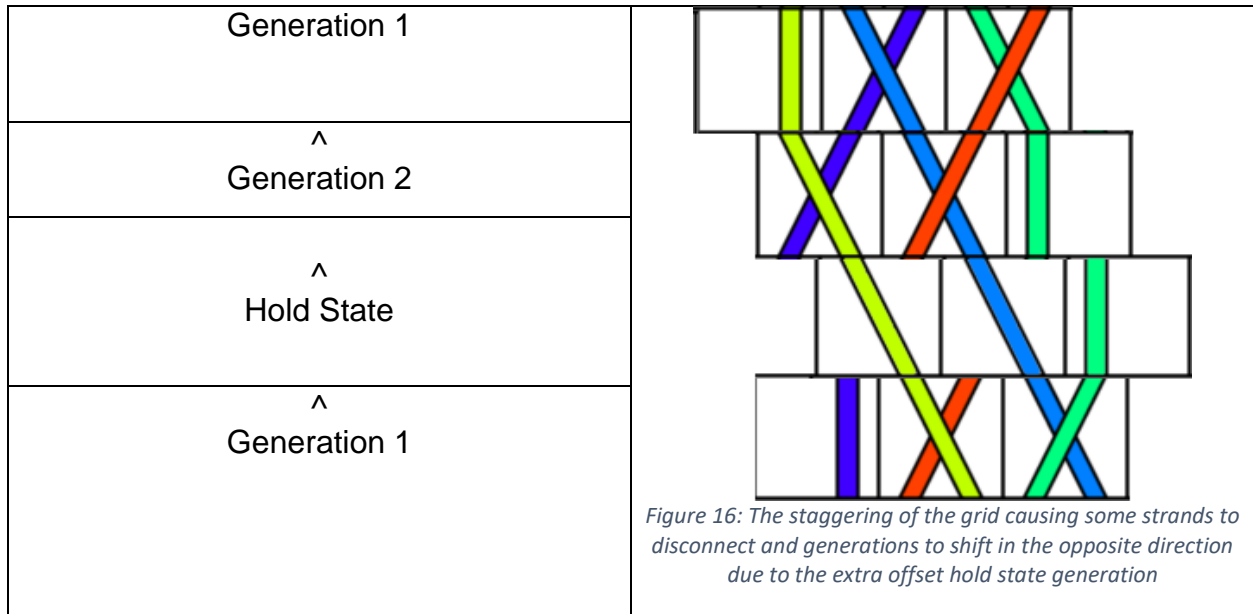 Generation 1
^
Generation 2
^
Hold State
^
Generation 1
Figure 16: The staggering of the grid causing some strands to
disconnect and generations to shift in the opposite direction
due to the extra offset hold state generation